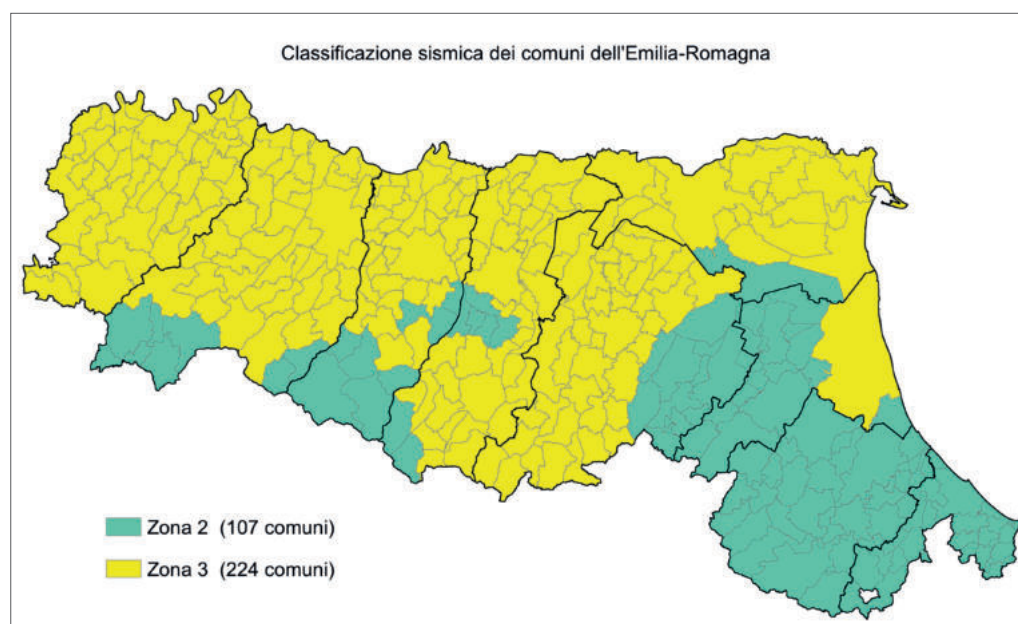 Classificazione sismica dei comuni dell'Emilia-Romagna
Zona 2 (107 comuni)
Zona 3 (224 comuni)